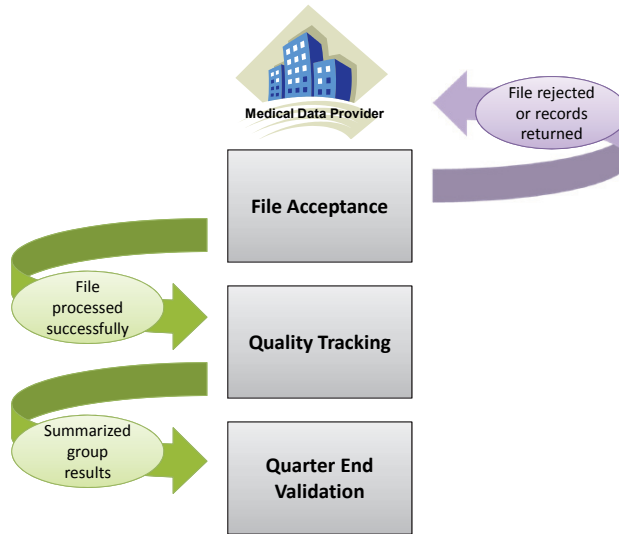 Medical Data Provider
File rejected
or records
returned
File Acceptance
File
processed
successfully
Quality Tracking
Summarized
group
results
Quarter End
Validation